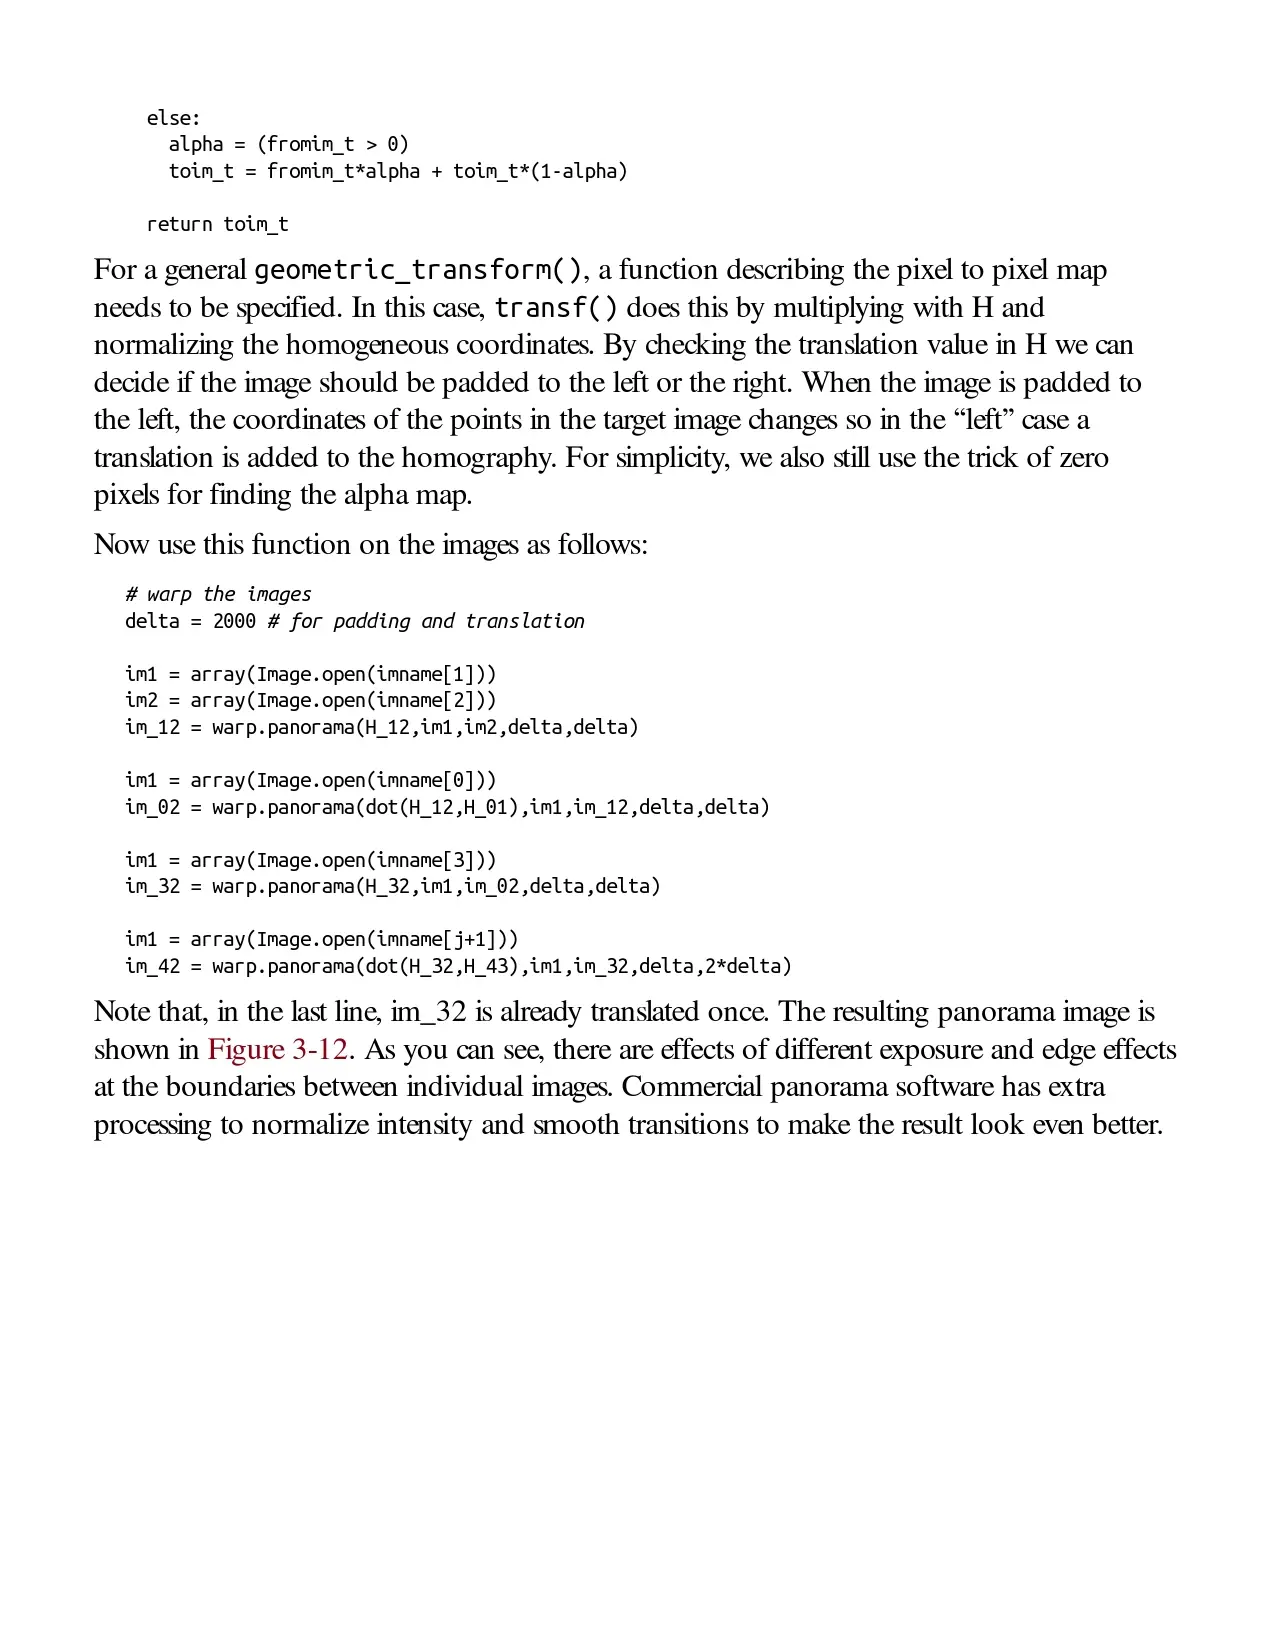 else:
alpha = (fromim_t > 0)
toim_t = fromim_t*alpha + toim_t*(1-alpha)
return toim_t
For a general geometric_transform(), a function describing the pixel to pixel map
needs to be specified. In this case, transf() does this by multiplying with H and
normalizing the homogeneous coordinates. By checking the translation value in H we can
decide if the image should be padded to the left or the right. When the image is padded to
the left, the coordinates of the points in the target image changes so in the “left” case a
translation is added to the homography. For simplicity, we also still use the trick of zero
pixels for finding the alpha map.
Now use this function on the images as follows:
# warp the images
delta = 2000 # for padding and translation
im1 = array(Image.open(imname[1]))
im2 = array(Image.open(imname[2]))
im_12 = warp.panorama(H_12,im1,im2,delta,delta)
im1 = array(Image.open(imname[0]))
im_02 = warp.panorama(dot(H_12,H_01),im1,im_12,delta,delta)
im1 = array(Image.open(imname[3]))
im_32 = warp.panorama(H_32,im1,im_02,delta,delta)
im1 = array(Image.open(imname[j+1]))
im_42 = warp.panorama(dot(H_32,H_43),im1,im_32,delta,2*delta)
Note that, in the last line, im_32 is already translated once. The resulting panorama image is
shown in Figure 3-12. As you can see, there are effects of different exposure and edge effects
at the boundaries between individual images. Commercial panorama software has extra
processing to normalize intensity and smooth transitions to make the result look even better.